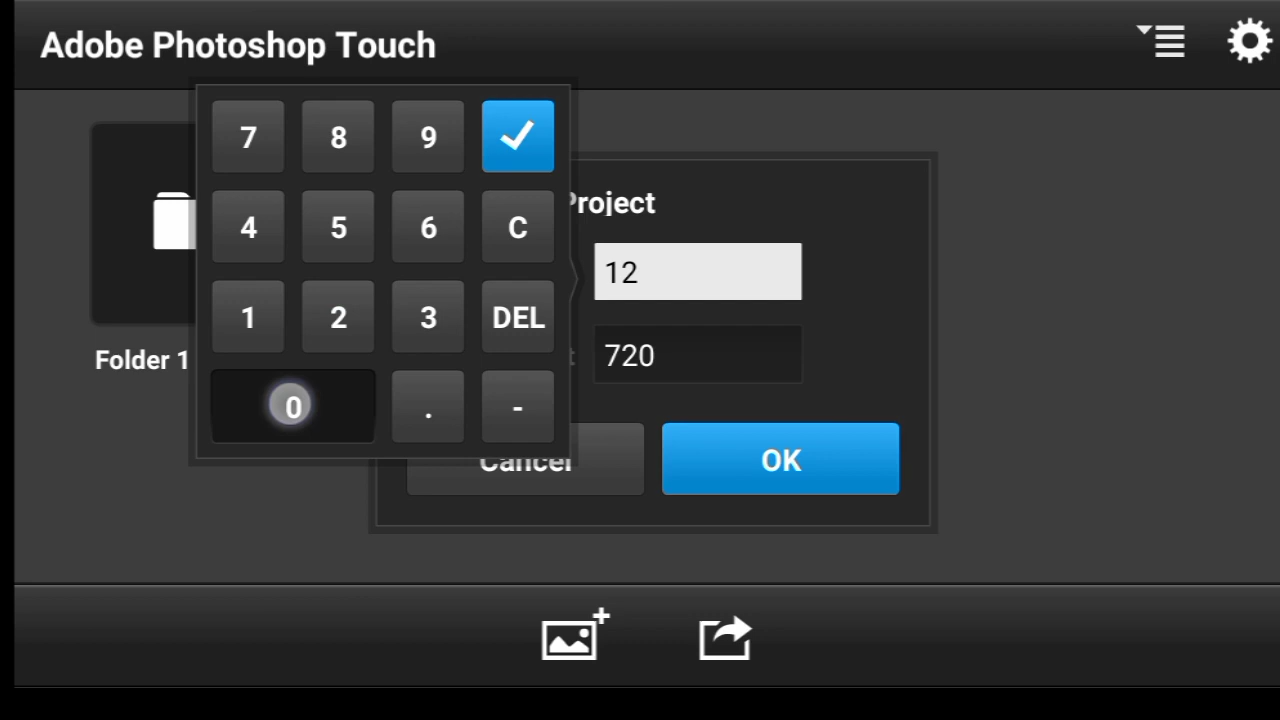 Adobe Photoshop Touch
7 8 9
4 5 6 C
1 2 3 DEL
0 . -
Project
12
720
Cancel
OK
Folder 1